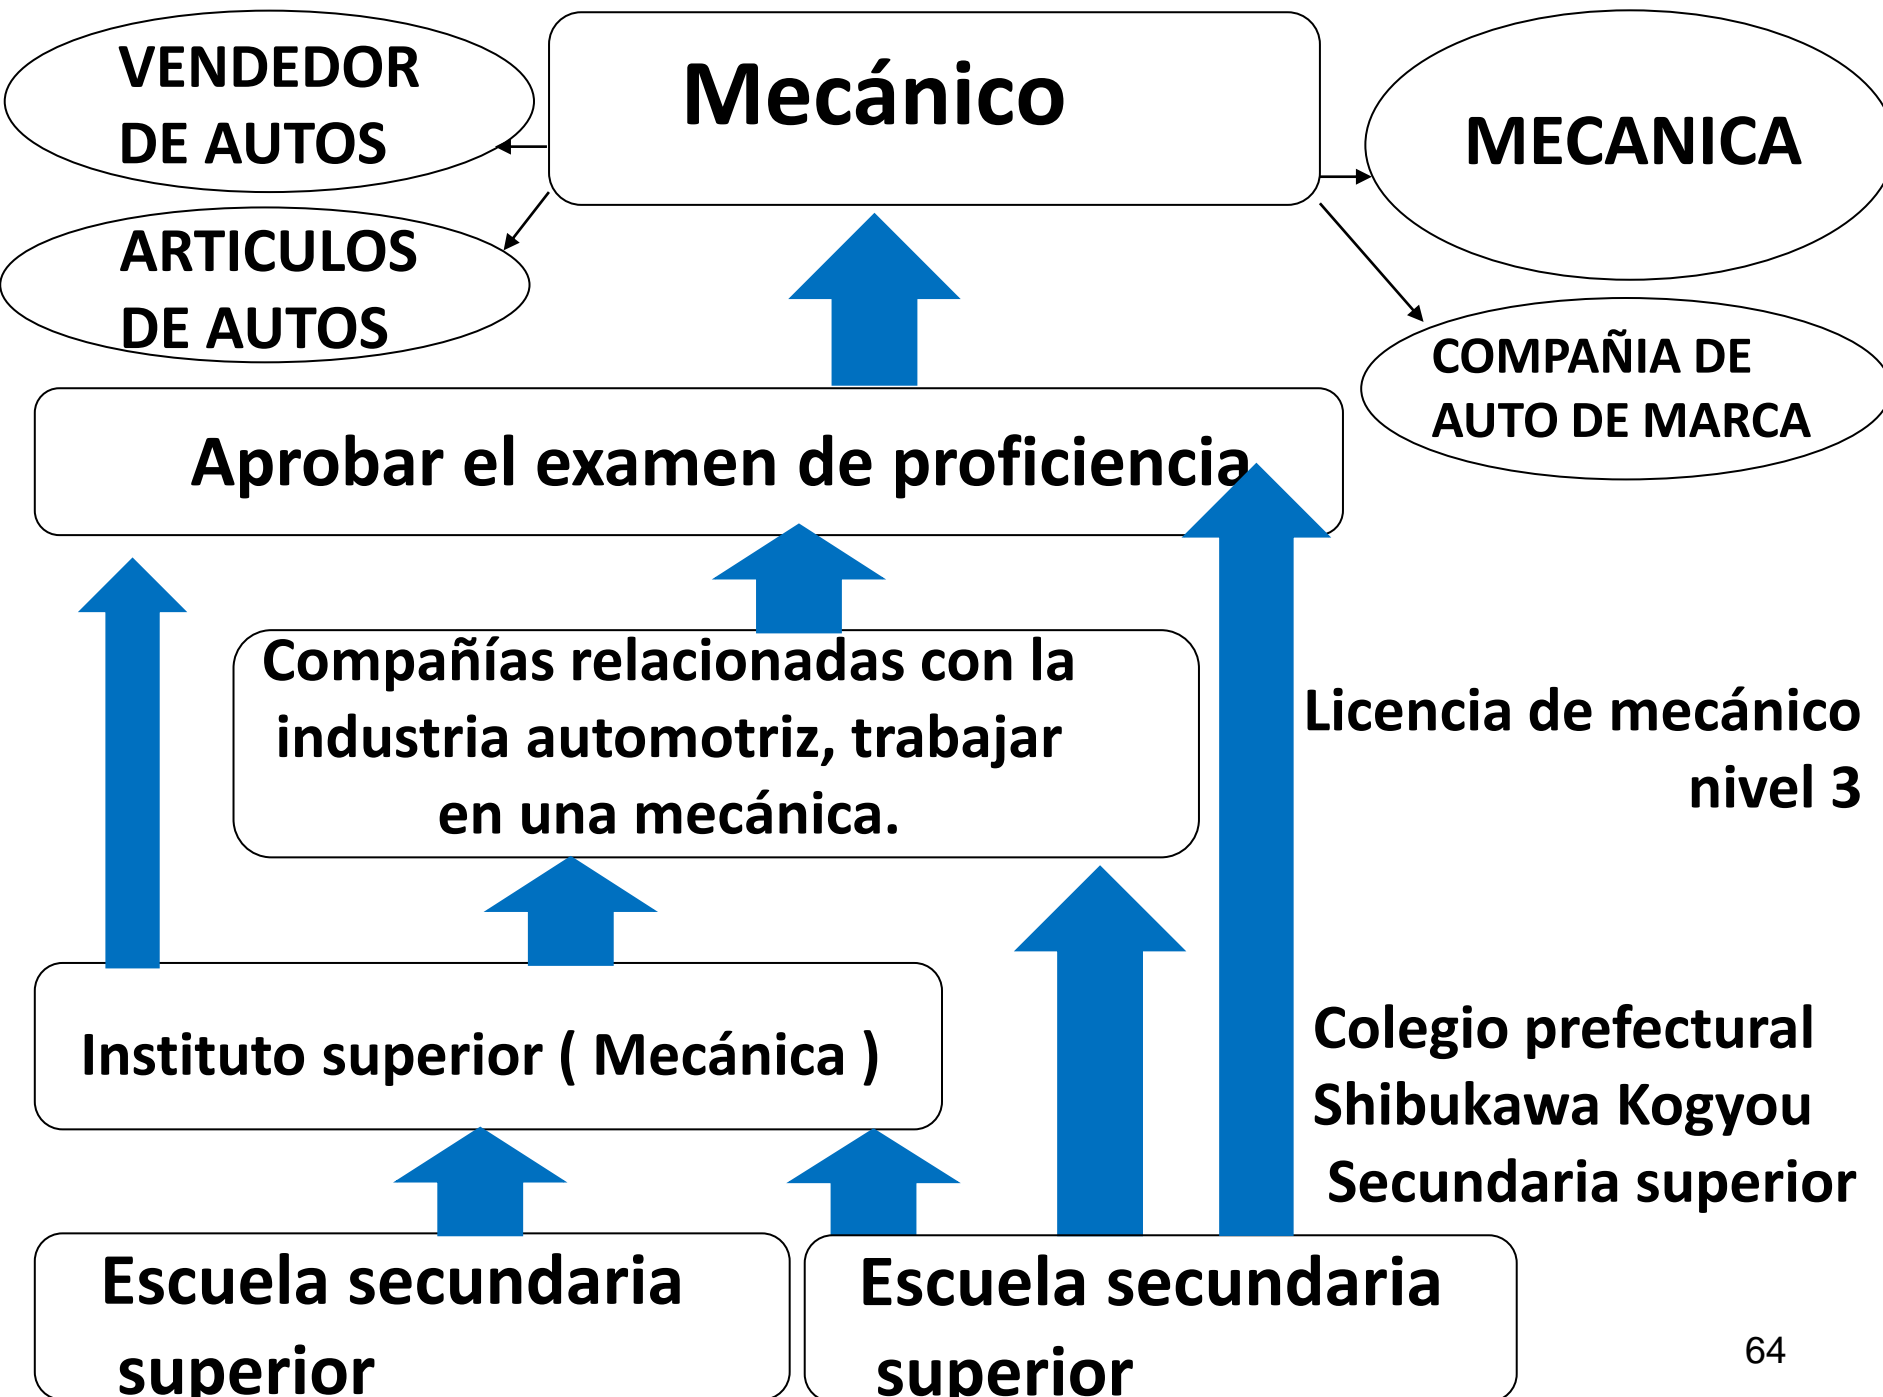 VENDEDOR
DE AUTOS
Mecánico
MECANICA
ARTICULOS
DE AUTOS
COMPAÑIA DE
AUTO DE MARCA
Aprobar el examen de proficiencia
Compañías relacionadas con la
industria automotriz, trabajar
en una mecánica.
Licencia de mecánico
nivel 3
Instituto superior ( Mecánica )
Colegio prefectural
Shibukawa Kogyou
Secundaria superior
Escuela secundaria
superior
Escuela secundaria
superior
64